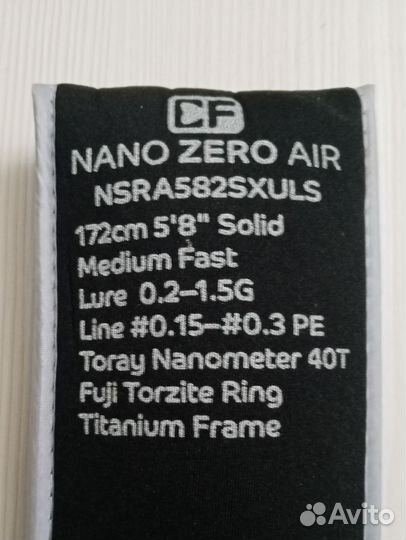 CF
NANO ZERO AIR
NSRA582SXULS
172cm 5'8" Solid
Medium Fast
Lure 0.2-1.5G
Line #0.15-#0.3 PE
Toray Nanometer 40T
Fuji Torzite Ring
Titanium Frame
Avito